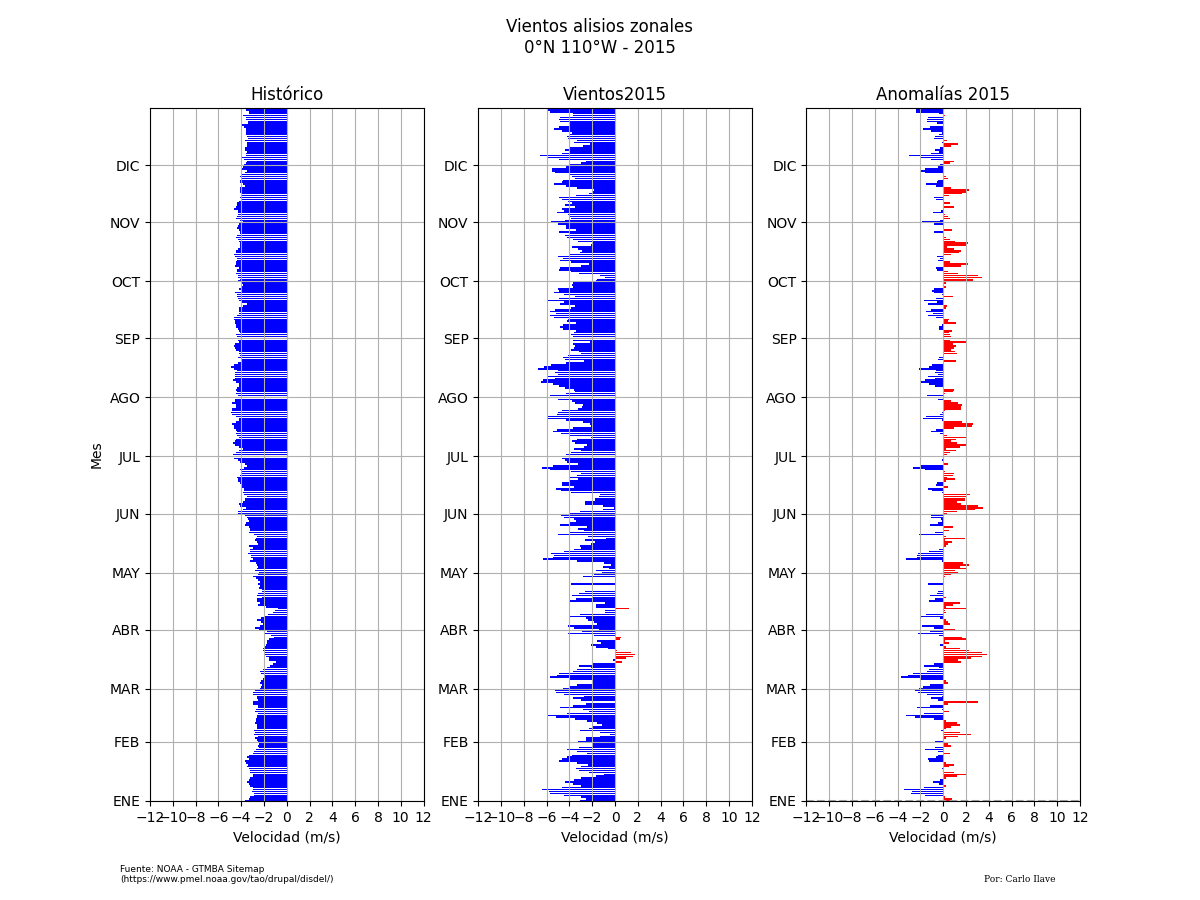 Vientos alisios zonales
0°N 110°W - 2015
Histórico
Vientos2015
Anomalías 2015
Mes
DIC
NOV
OCT
SEP
AGO
JUL
JUN
MAY
ABR
MAR
FEB
ENE
DIC
NOV
OCT
SEP
AGO
JUL
JUN
MAY
ABR
MAR
FEB
ENE
DIC
NOV
OCT
SEP
AGO
JUL
JUN
MAY
ABR
MAR
FEB
ENE
−12 −10 −8 −6 −4 −2 0 2 4 6 8 10 12
−12 −10 −8 −6 −4 −2 0 2 4 6 8 10 12
−12 −10 −8 −6 −4 −2 0 2 4 6 8 10 12
Velocidad (m/s)
Velocidad (m/s)
Velocidad (m/s)
Fuente: NOAA - GTMBA Sitemap
(https://www.pmel.noaa.gov/tao/drupal/disdel/)
Por: Carlo Ilave